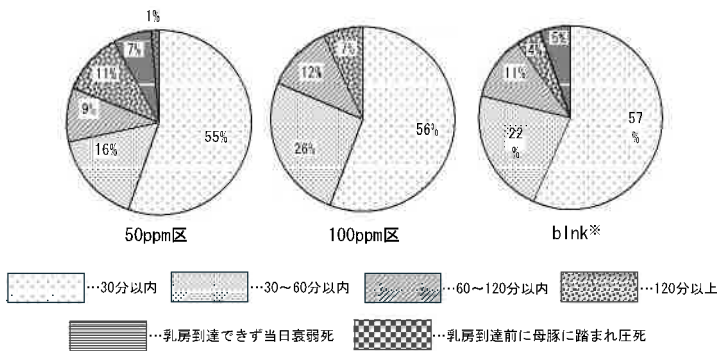 1%
7%
11%
9%
16%
55%
50ppm区
7%
12%
26%
56%
100ppm区
5%
4%
11%
22
%
57
%
blnk※
…30分以内
…30～60分以内
…60～120分以内
…120分以上
…乳房到達できず当日衰弱死
…乳房到達前に母豚に踏まれ圧死